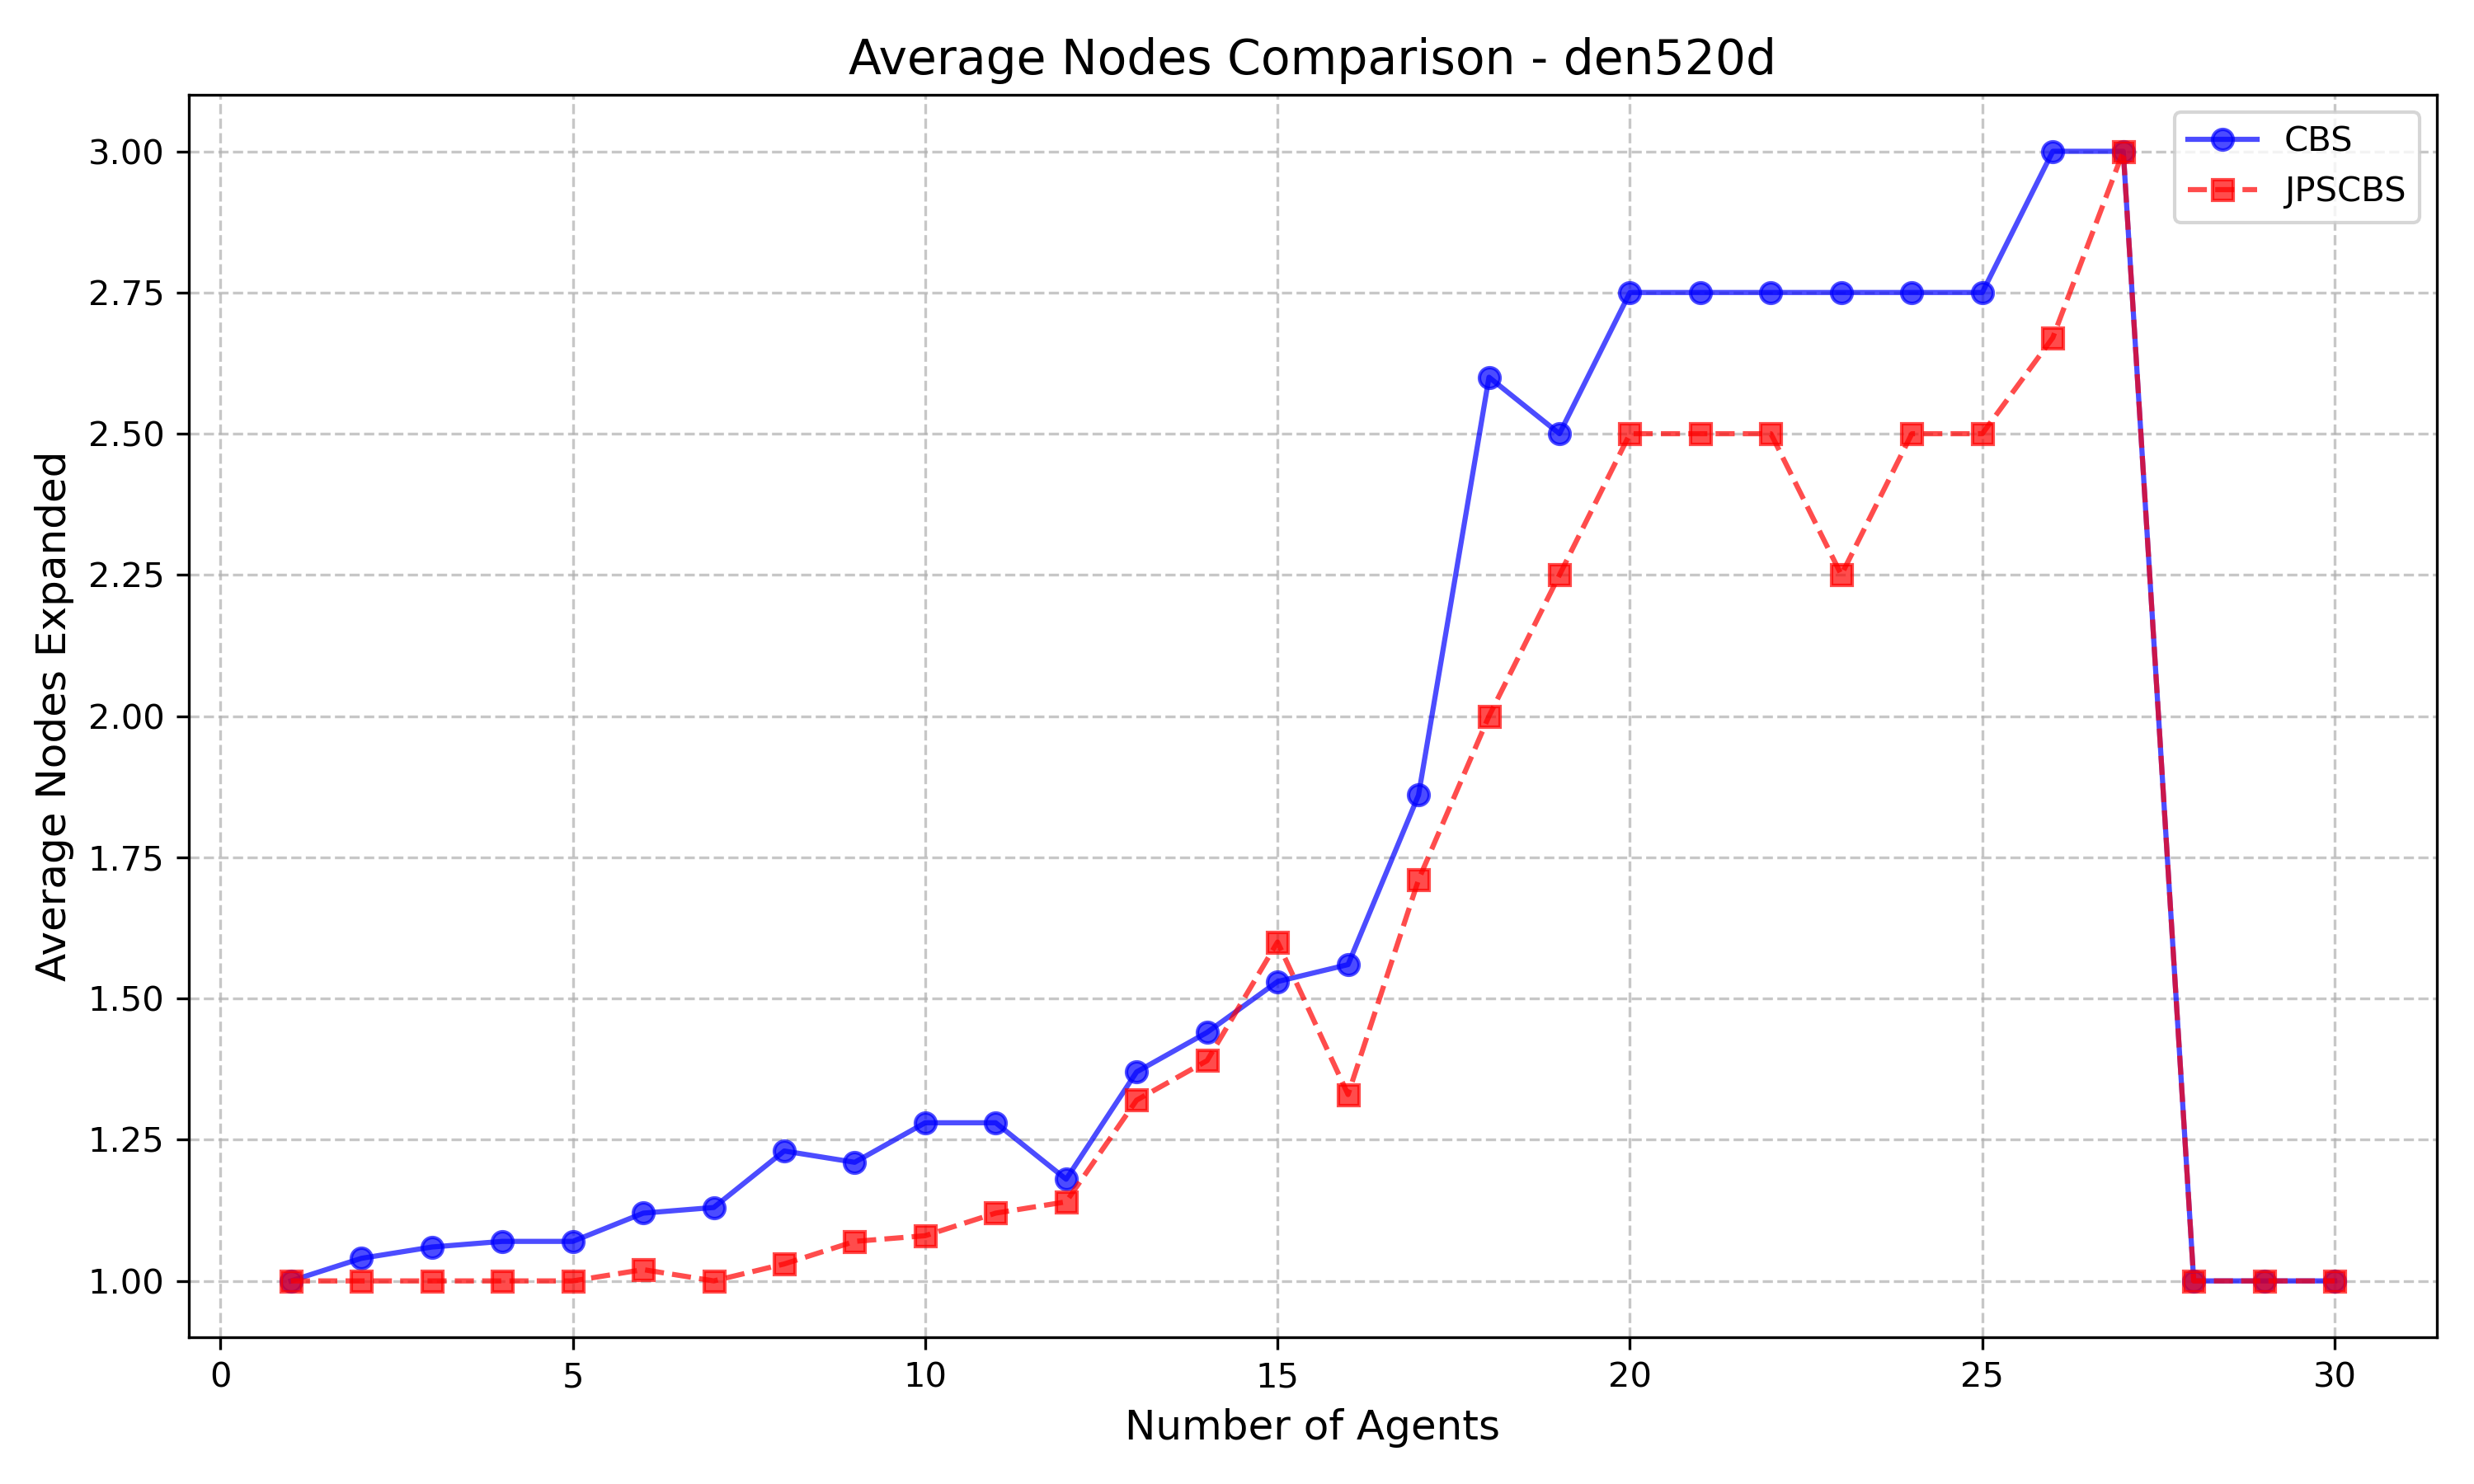 Average Nodes Comparison - den520d
CBS
JPSCBS
Average Nodes Expanded
3.00
2.75
2.50
2.25
2.00
1.75
1.50
1.25
1.00
0 5 10 15 20 25 30
Number of Agents